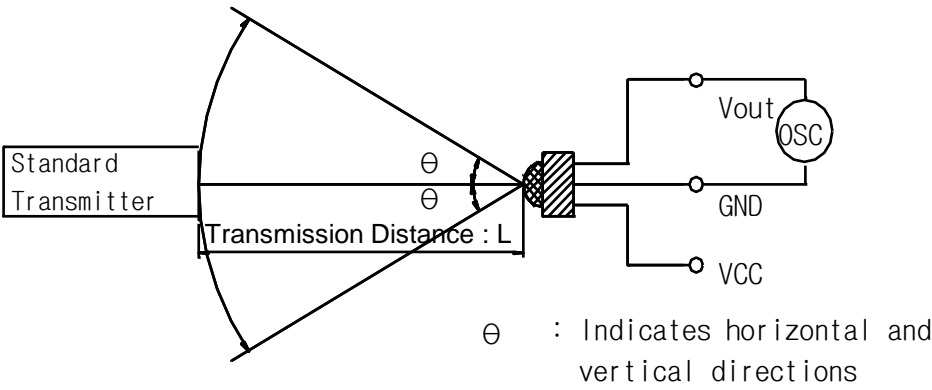 Vout
OSC
Standard
Transmitter
θ
θ
GND
Transmission Distance : L
VCC
θ : Indicates horizontal and
vertical directions